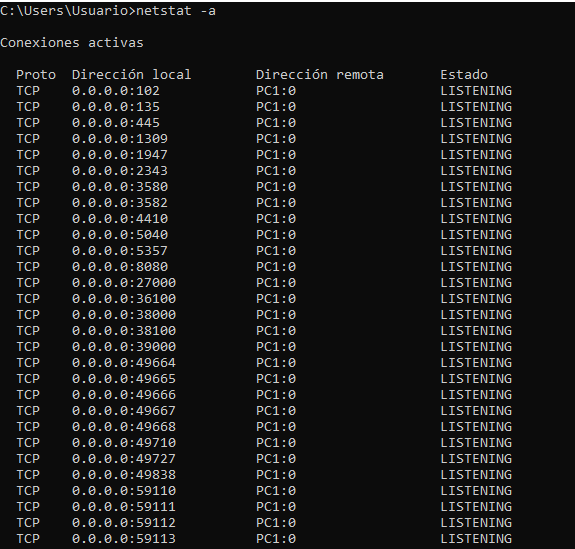 C:\Users\Usuario>netstat -a
Conexiones activas
Proto  Dirección local        Dirección remota       Estado
TCP    0.0.0.0:102            PC1:0                  LISTENING
TCP    0.0.0.0:135            PC1:0                  LISTENING
TCP    0.0.0.0:445            PC1:0                  LISTENING
TCP    0.0.0.0:1309           PC1:0                  LISTENING
TCP    0.0.0.0:1947           PC1:0                  LISTENING
TCP    0.0.0.0:2343           PC1:0                  LISTENING
TCP    0.0.0.0:3580           PC1:0                  LISTENING
TCP    0.0.0.0:3582           PC1:0                  LISTENING
TCP    0.0.0.0:4410           PC1:0                  LISTENING
TCP    0.0.0.0:5040           PC1:0                  LISTENING
TCP    0.0.0.0:5357           PC1:0                  LISTENING
TCP    0.0.0.0:8080           PC1:0                  LISTENING
TCP    0.0.0.0:27000          PC1:0                  LISTENING
TCP    0.0.0.0:36100          PC1:0                  LISTENING
TCP    0.0.0.0:38000          PC1:0                  LISTENING
TCP    0.0.0.0:38100          PC1:0                  LISTENING
TCP    0.0.0.0:39000          PC1:0                  LISTENING
TCP    0.0.0.0:49664          PC1:0                  LISTENING
TCP    0.0.0.0:49665          PC1:0                  LISTENING
TCP    0.0.0.0:49666          PC1:0                  LISTENING
TCP    0.0.0.0:49667          PC1:0                  LISTENING
TCP    0.0.0.0:49668          PC1:0                  LISTENING
TCP    0.0.0.0:49710          PC1:0                  LISTENING
TCP    0.0.0.0:49727          PC1:0                  LISTENING
TCP    0.0.0.0:49838          PC1:0                  LISTENING
TCP    0.0.0.0:59110          PC1:0                  LISTENING
TCP    0.0.0.0:59111          PC1:0                  LISTENING
TCP    0.0.0.0:59112          PC1:0                  LISTENING
TCP    0.0.0.0:59113          PC1:0                  LISTENING